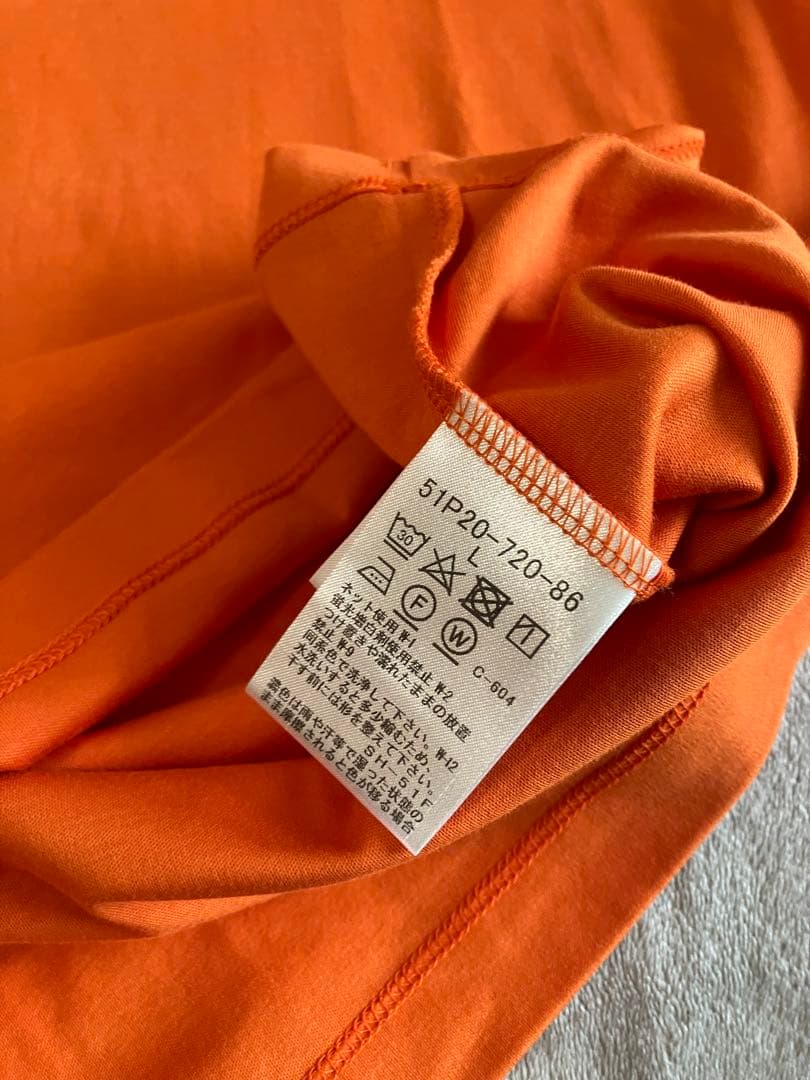 51P20-720-86
L
30
F W C-604
ネット使用 W4
蛍光増白剤使用禁止 W2
つけ置きや濡れたままの放置
禁止 W9
同系色で洗浄して下さい。 W12
水洗いすると多少縮むため、
干す前には形を整えて下さい。
SH-51F
濃色は雨や汗等で湿った状態の
まま摩擦されると色が移る場合